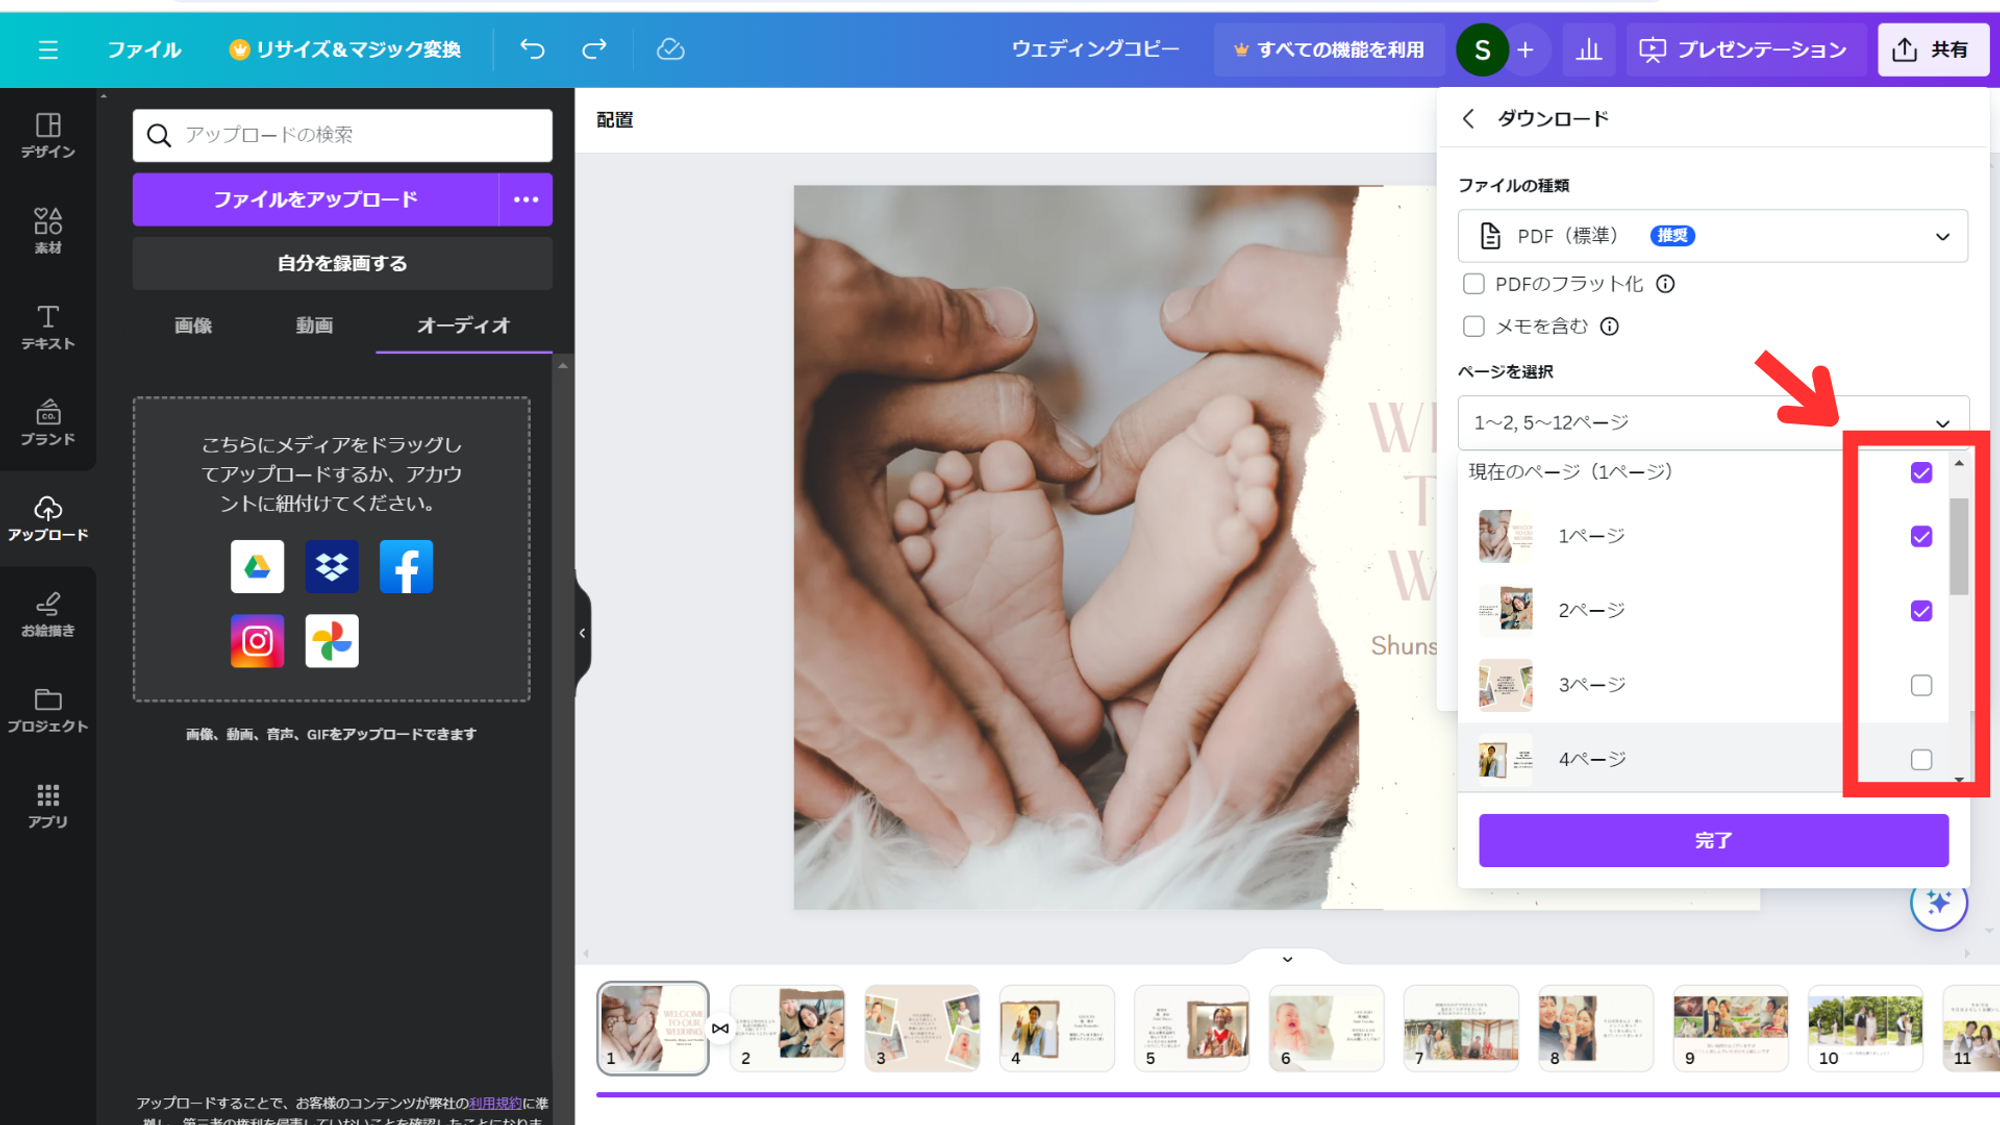 ファイル
リサイズ＆マジック変換
ウェディングコピー
すべての機能を利用
S
プレゼンテーション
共有
デザイン
素材
テキスト
ブランド
CO.
アップロード
お絵描き
プロジェクト
アプリ
アップロードの検索
ファイルをアップロード
自分を録画する
画像
動画
オーディオ
こちらにメディアをドラッグし
てアップロードするか、アカウ
ントに紐付けてください。
画像、動画、音声、GIFをアップロードできます
アップロードすることで、お客様のコンテンツが弊社の利用規約に準
拠し、第三者の権利を侵害していないことを確認したことになりま
配置
Shuns
ダウンロード
ファイルの種類
PDF（標準）
推奨
PDFのフラット化
メモを含む
ページを選択
1〜2, 5〜12ページ
現在のページ（1ページ）
1ページ
2ページ
3ページ
4ページ
完了
WELCOME
TO OUR
WEDDING
1
2
3
4
5
6
7
8
9
10
11